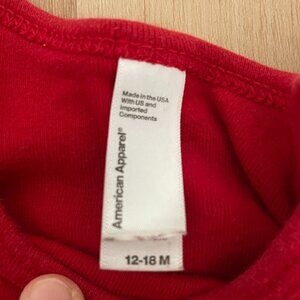 Made in the USA
With US and
Imported
Components
American Apparel®
12-18 M